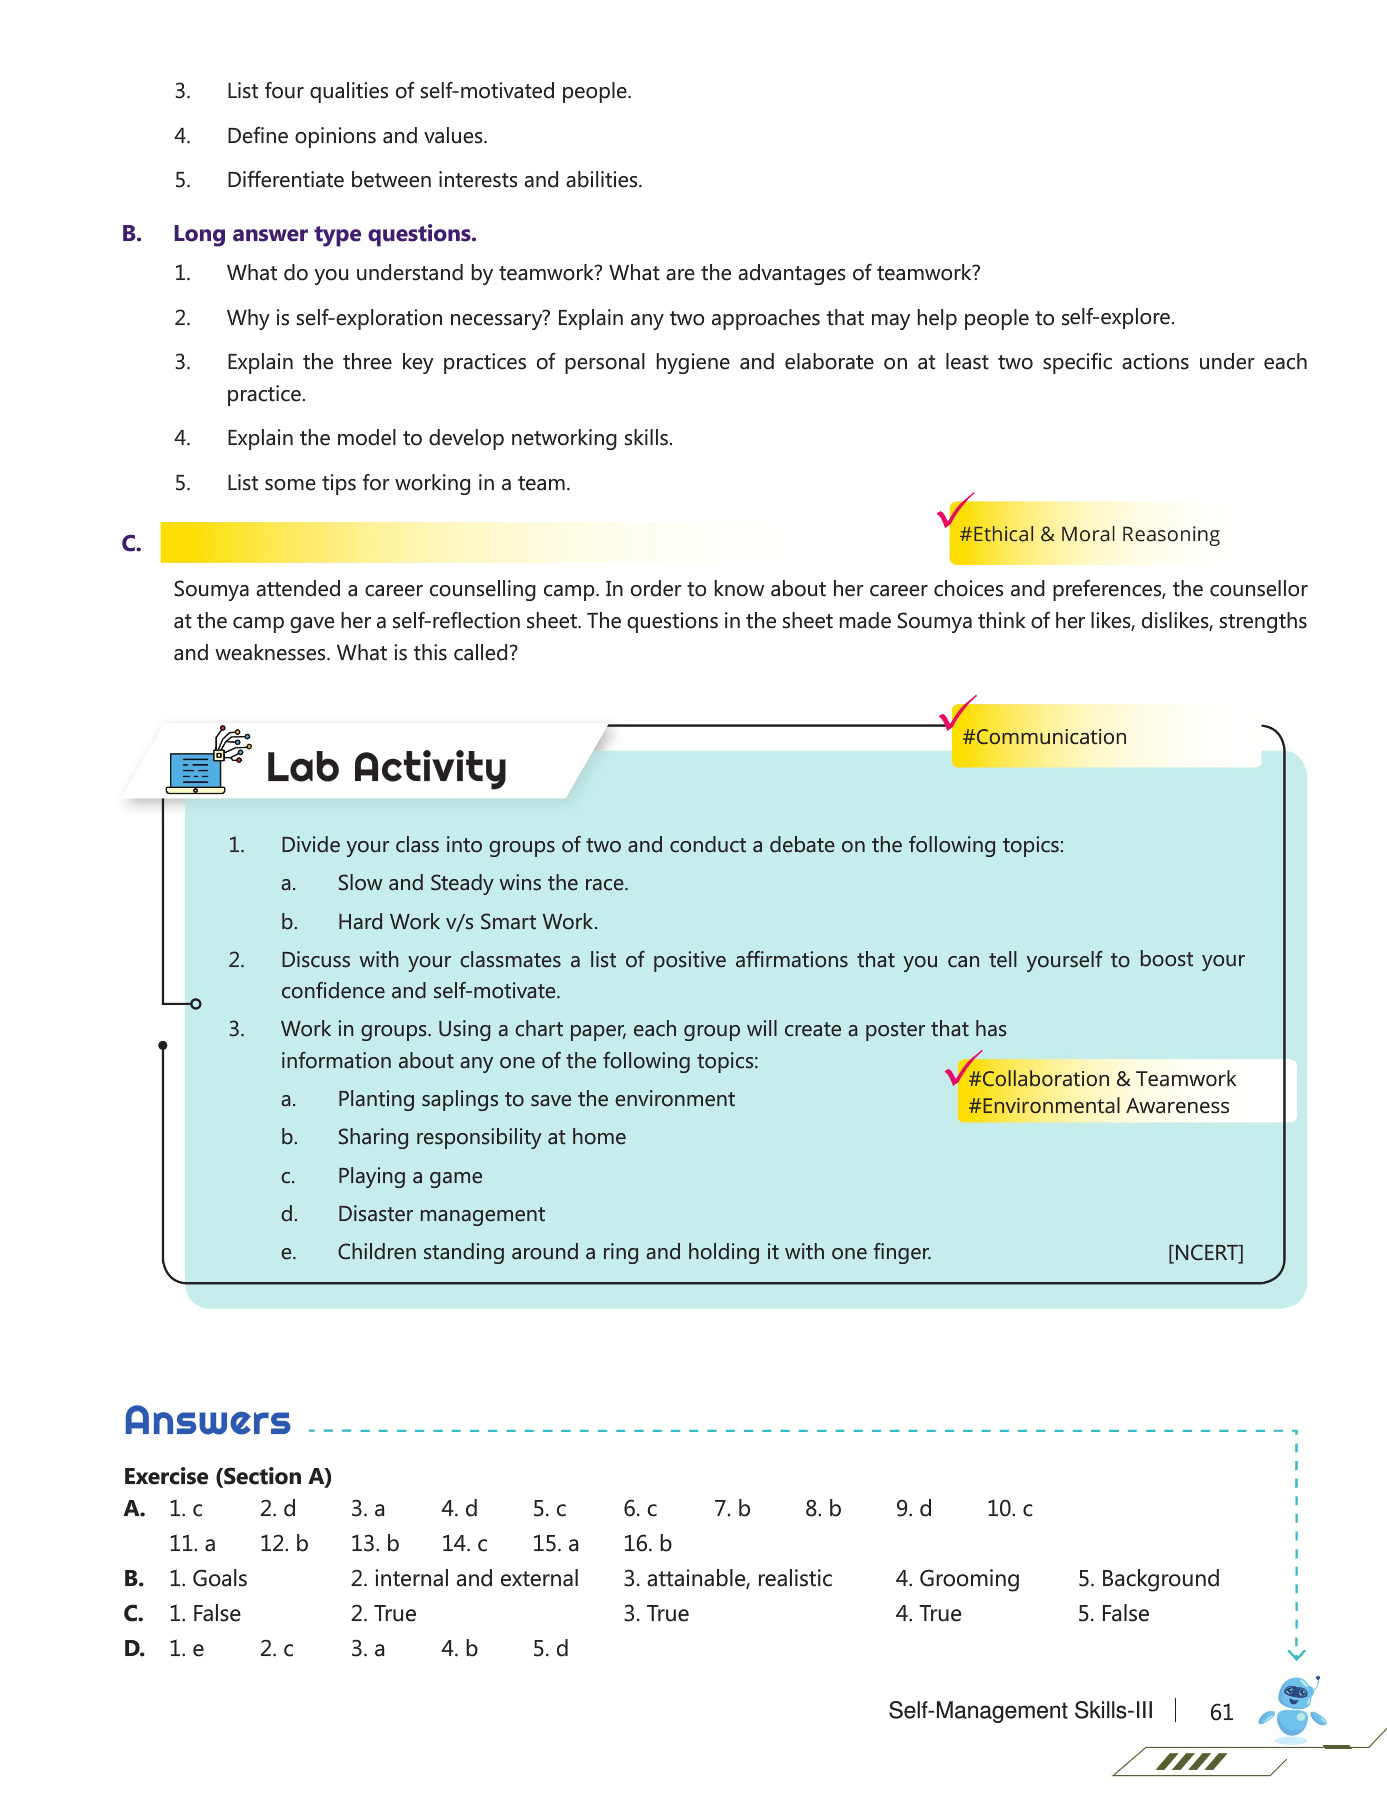 3. List four qualities of self-motivated people.
4. Define opinions and values.
5. Differentiate between interests and abilities.
B. Long answer type questions.
1. What do you understand by teamwork? What are the advantages of teamwork?
2. Why is self-exploration necessary? Explain any two approaches that may help people to self-explore.
3. Explain the three key practices of personal hygiene and elaborate on at least two specific actions under each
practice.
4. Explain the model to develop networking skills.
5. List some tips for working in a team.
C.
#Ethical & Moral Reasoning
Soumya attended a career counselling camp. In order to know about her career choices and preferences, the counsellor
at the camp gave her a self-reflection sheet. The questions in the sheet made Soumya think of her likes, dislikes, strengths
and weaknesses. What is this called?
Lab Activity
#Communication
1. Divide your class into groups of two and conduct a debate on the following topics:
a. Slow and Steady wins the race.
b. Hard Work v/s Smart Work.
2. Discuss with your classmates a list of positive affirmations that you can tell yourself to boost your
confidence and self-motivate.
3. Work in groups. Using a chart paper, each group will create a poster that has
information about any one of the following topics:
#Collaboration & Teamwork
#Environmental Awareness
a. Planting saplings to save the environment
b. Sharing responsibility at home
c. Playing a game
d. Disaster management
e. Children standing around a ring and holding it with one finger. [NCERT]
Answers
Exercise (Section A)
A. 1. c 2. d 3. a 4. d 5. c 6. c 7. b 8. b 9. d 10. c
11. a 12. b 13. b 14. c 15. a 16. b
B. 1. Goals 2. internal and external 3. attainable, realistic 4. Grooming 5. Background
C. 1. False 2. True 3. True 4. True 5. False
D. 1. e 2. c 3. a 4. b 5. d
Self-Management Skills-III 61